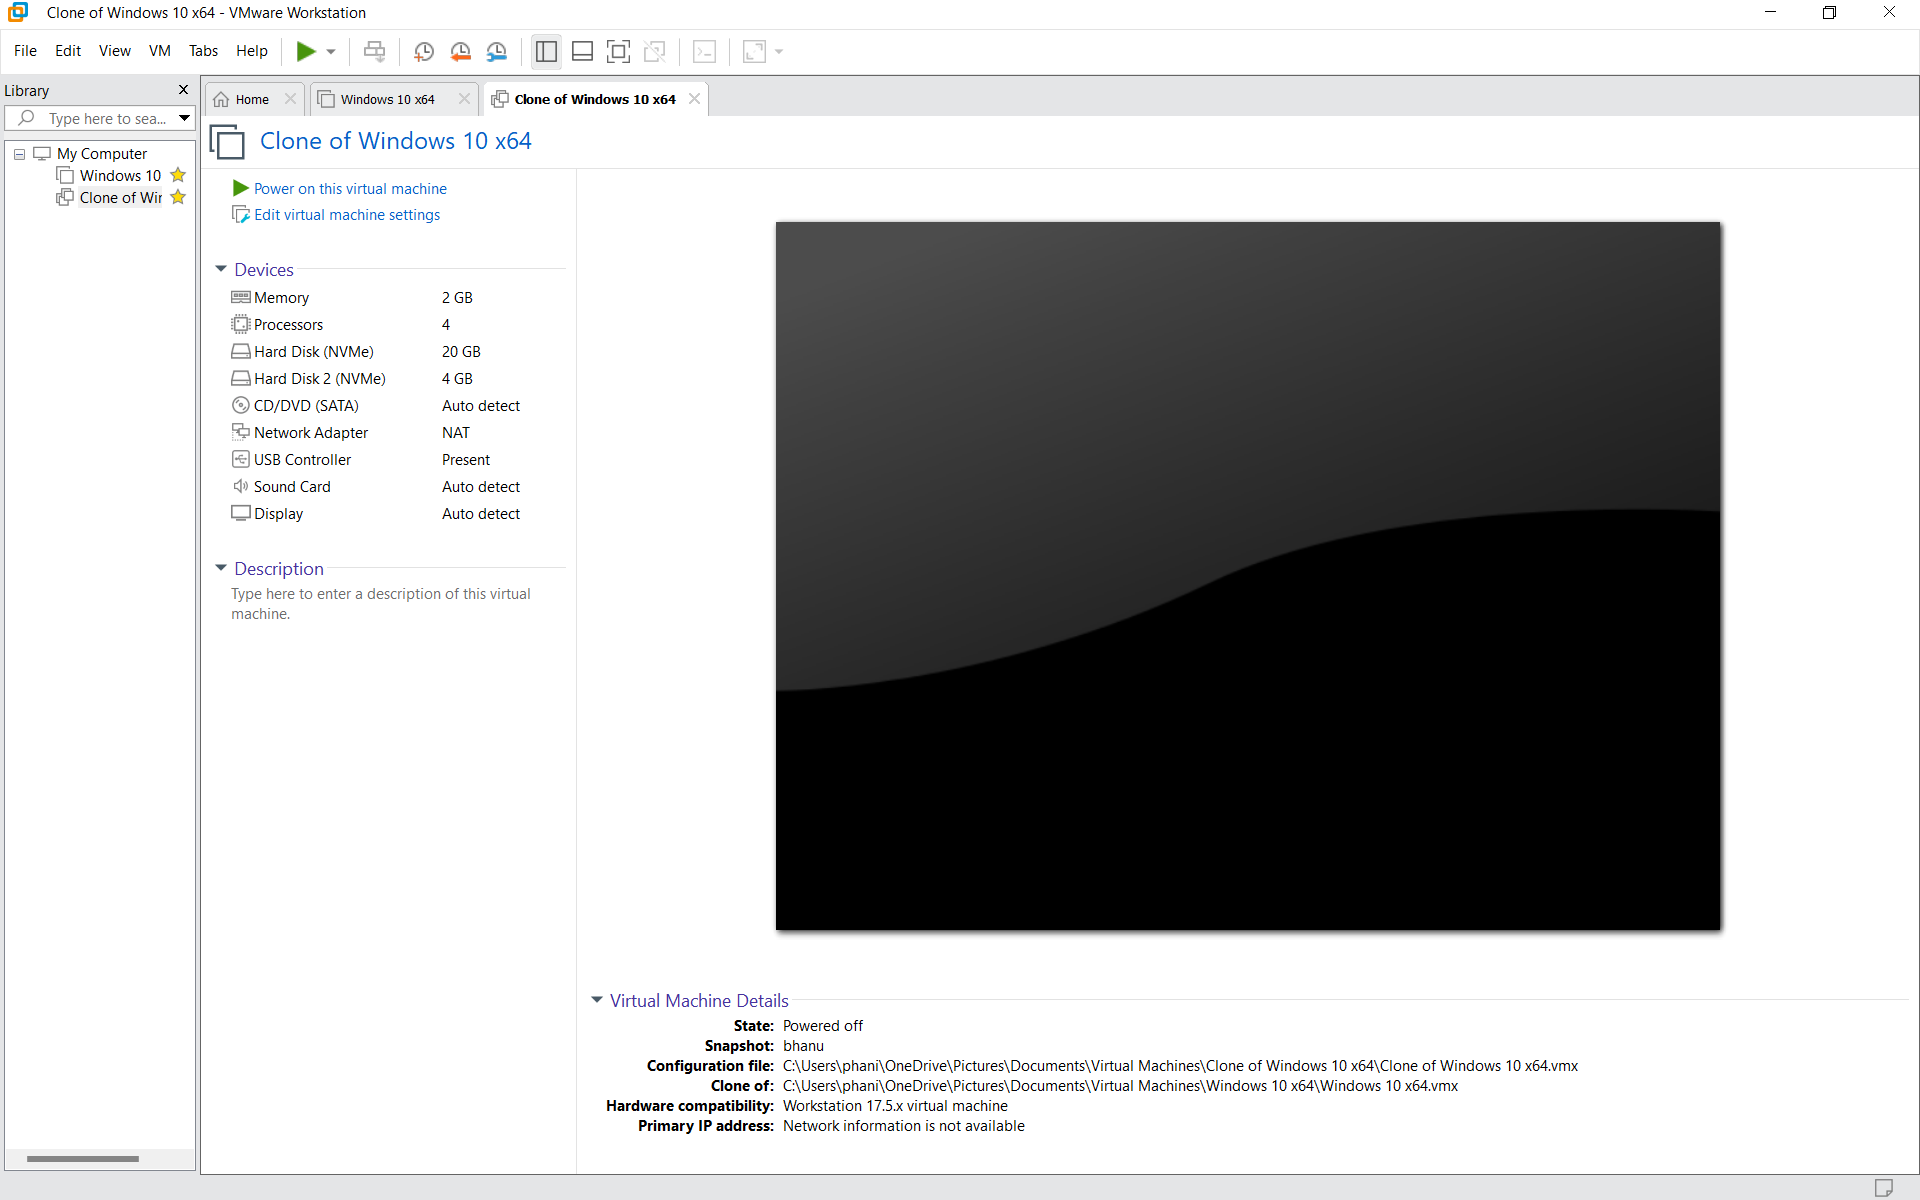 Clone of Windows 10 x64 - VMware Workstation
File Edit View VM Tabs Help
Library
Type here to sea...
My Computer
Windows 10
Clone of Wir
Home
Windows 10 x64
Clone of Windows 10 x64
Clone of Windows 10 x64
Power on this virtual machine
Edit virtual machine settings
Devices
Memory 2 GB
Processors 4
Hard Disk (NVMe) 20 GB
Hard Disk 2 (NVMe) 4 GB
CD/DVD (SATA) Auto detect
Network Adapter NAT
USB Controller Present
Sound Card Auto detect
Display Auto detect
Description
Type here to enter a description of this virtual
machine.
Virtual Machine Details
State: Powered off
Snapshot: bhanu
Configuration file: C:\Users\phani\OneDrive\Pictures\Documents\Virtual Machines\Clone of Windows 10 x64\Clone of Windows 10 x64.vmx
Clone of: C:\Users\phani\OneDrive\Pictures\Documents\Virtual Machines\Windows 10 x64\Windows 10 x64.vmx
Hardware compatibility: Workstation 17.5.x virtual machine
Primary IP address: Network information is not available